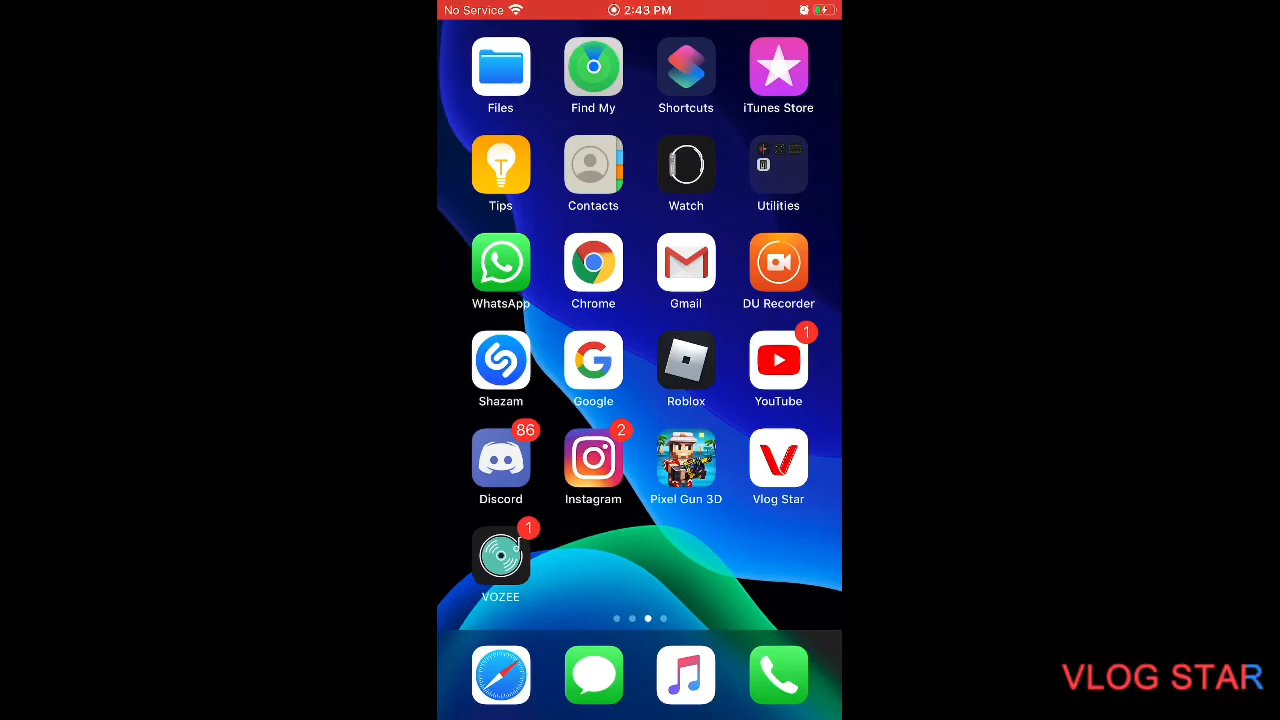 No Service 2:43 PM
Files Find My Shortcuts iTunes Store
Tips Contacts Watch Utilities
WhatsApp Chrome Gmail DU Recorder
1
Shazam Google Roblox YouTube
86 2
Discord Instagram Pixel Gun 3D Vlog Star
1
VOZEE
VLOG STAR